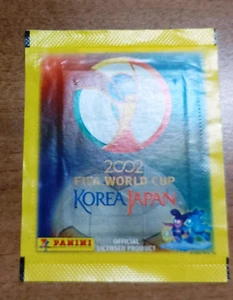 2002
FIFA WORLD CUP
KOREA JAPAN
PANINI
OFFICIAL
LICENSED PRODUCT